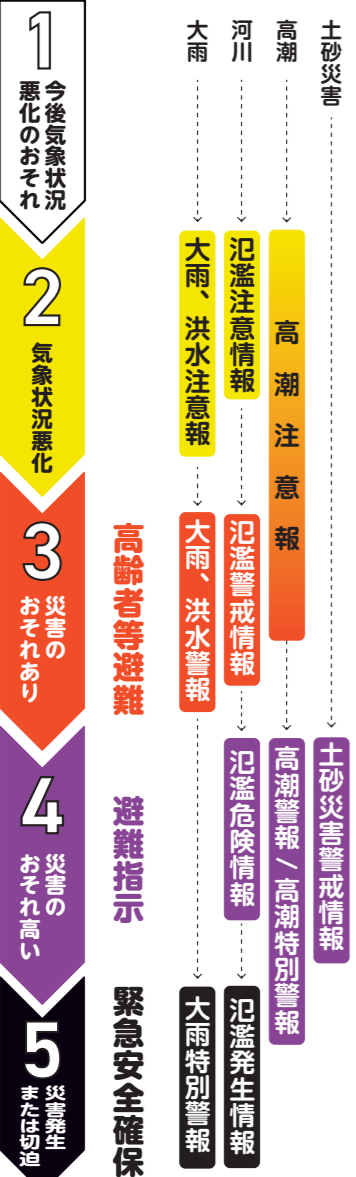 1
今後気象状況
悪化のおそれ
2
気象状況悪化
3
災害の
おそれあり
4
災害の
おそれ高い
5
災害発生
または切迫
高齢者等避難
避難指示
緊急安全確保
大雨
大雨、洪水注意報
大雨、洪水警報
大雨特別警報
河川
氾濫注意情報
氾濫警戒情報
氾濫危険情報
氾濫発生情報
高潮
高潮注意報
高潮警報/高潮特別警報
土砂災害
土砂災害警戒情報